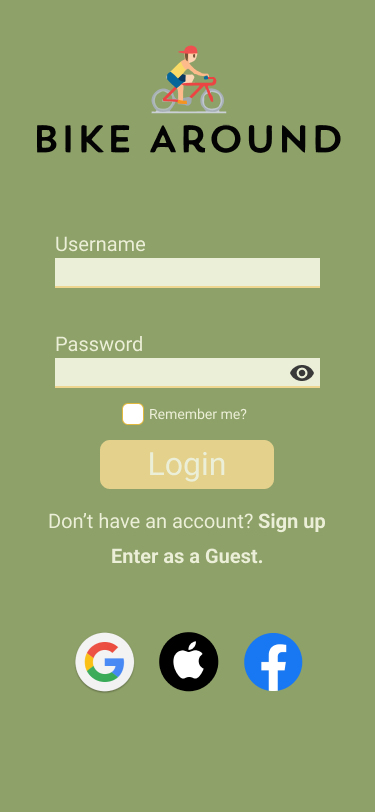 BIKE AROUND
Username
Password
Remember me?
Login
Don’t have an account? Sign up
Enter as a Guest.